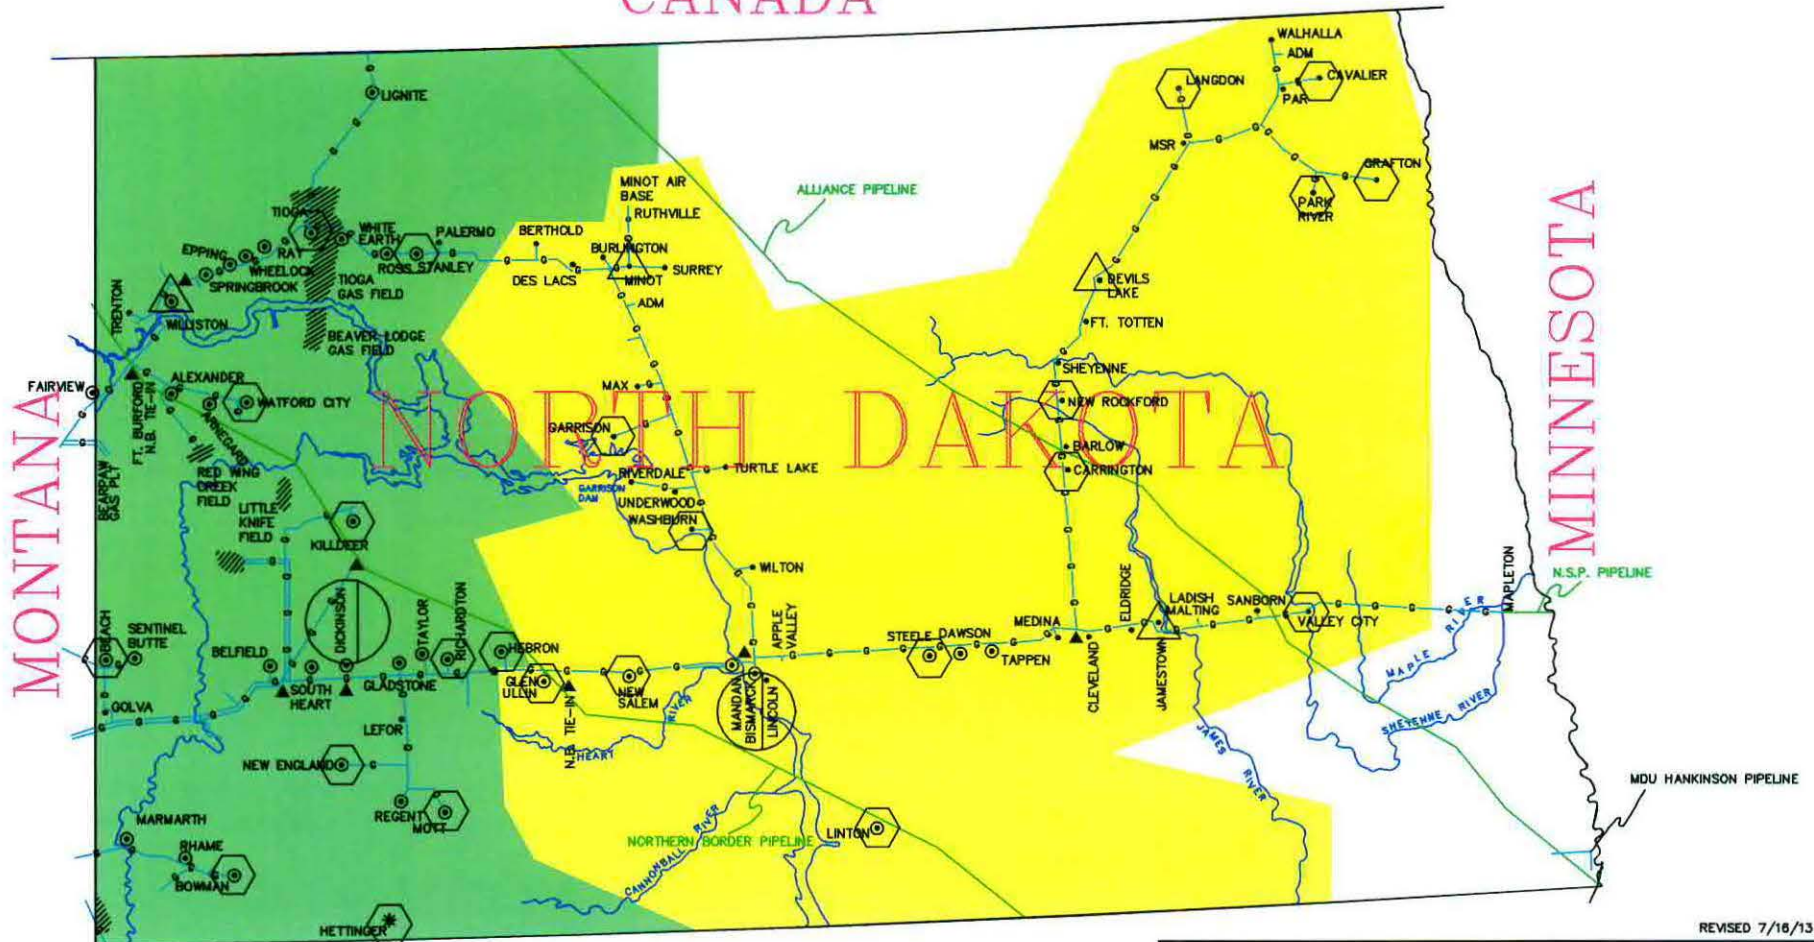 CANADA
WALHALLA
ADM
CAVALIER
LANGDON
PAR
LIGNITE
MSR
GRAFTON
PARK
RIVER
ALLIANCE PIPELINE
MINOT AIR
BASE
RUTHVILLE
TIOGA
WHITE
EARTH
PALERMO
BERTHOLD
BURLINGTON
EPPING
RAY
WHEELOCK
SPRINGBROOK
ROSS
STANLEY
DES LACS
MINOT
SURREY
TIOGA
GAS FIELD
ADM
DEVILS
LAKE
TRENTON
WILLISTON
FT. TOTTEN
BEAVER LODGE
GAS FIELD
SHEYENNE
FAIRVIEW
ALEXANDER
WATFORD CITY
MAX
NEW ROCKFORD
FT. BURFORD
N.B. TIE-IN
ARNEGARD
NORTH DAKOTA
MONTANA
MINNESOTA
GARRISON
BARLOW
CARRINGTON
RED WING
CREEK
FIELD
RIVERDALE
TURTLE LAKE
GARRISON
DAM
UNDERWOOD
BEARPAW
GAS PLT
LITTLE
KNIFE
FIELD
WASHBURN
KILLDEER
WILTON
N.S.P. PIPELINE
MAPLETON
DICKINSON
TAYLOR
RICHARDTON
APPLE
VALLEY
ELDRIDGE
LADISH
MALTING
SANBORN
VALLEY CITY
MEDINA
STEELE
DAWSON
TAPPEN
BEACH
SENTINEL
BUTTE
BELFIELD
HEBRON
GLEN
ULLIN
NEW
SALEM
MANDAN
BISMARCK
LINCOLN
CLEVELAND
JAMESTOWN
MAPLE
RIVER
GOLVA
SOUTH
HEART
GLADSTONE
LEFOR
N.B. TIE-IN
HEART
RIVER
JAMES
RIVER
SHEYENNE RIVER
NEW ENGLAND
REGENT
MOTT
MDU HANKINSON PIPELINE
MARMARTH
RHAME
BOWMAN
NORTHERN BORDER PIPELINE
LINTON
CANNONBALL RIVER
HETTINGER
REVISED 7/16/13